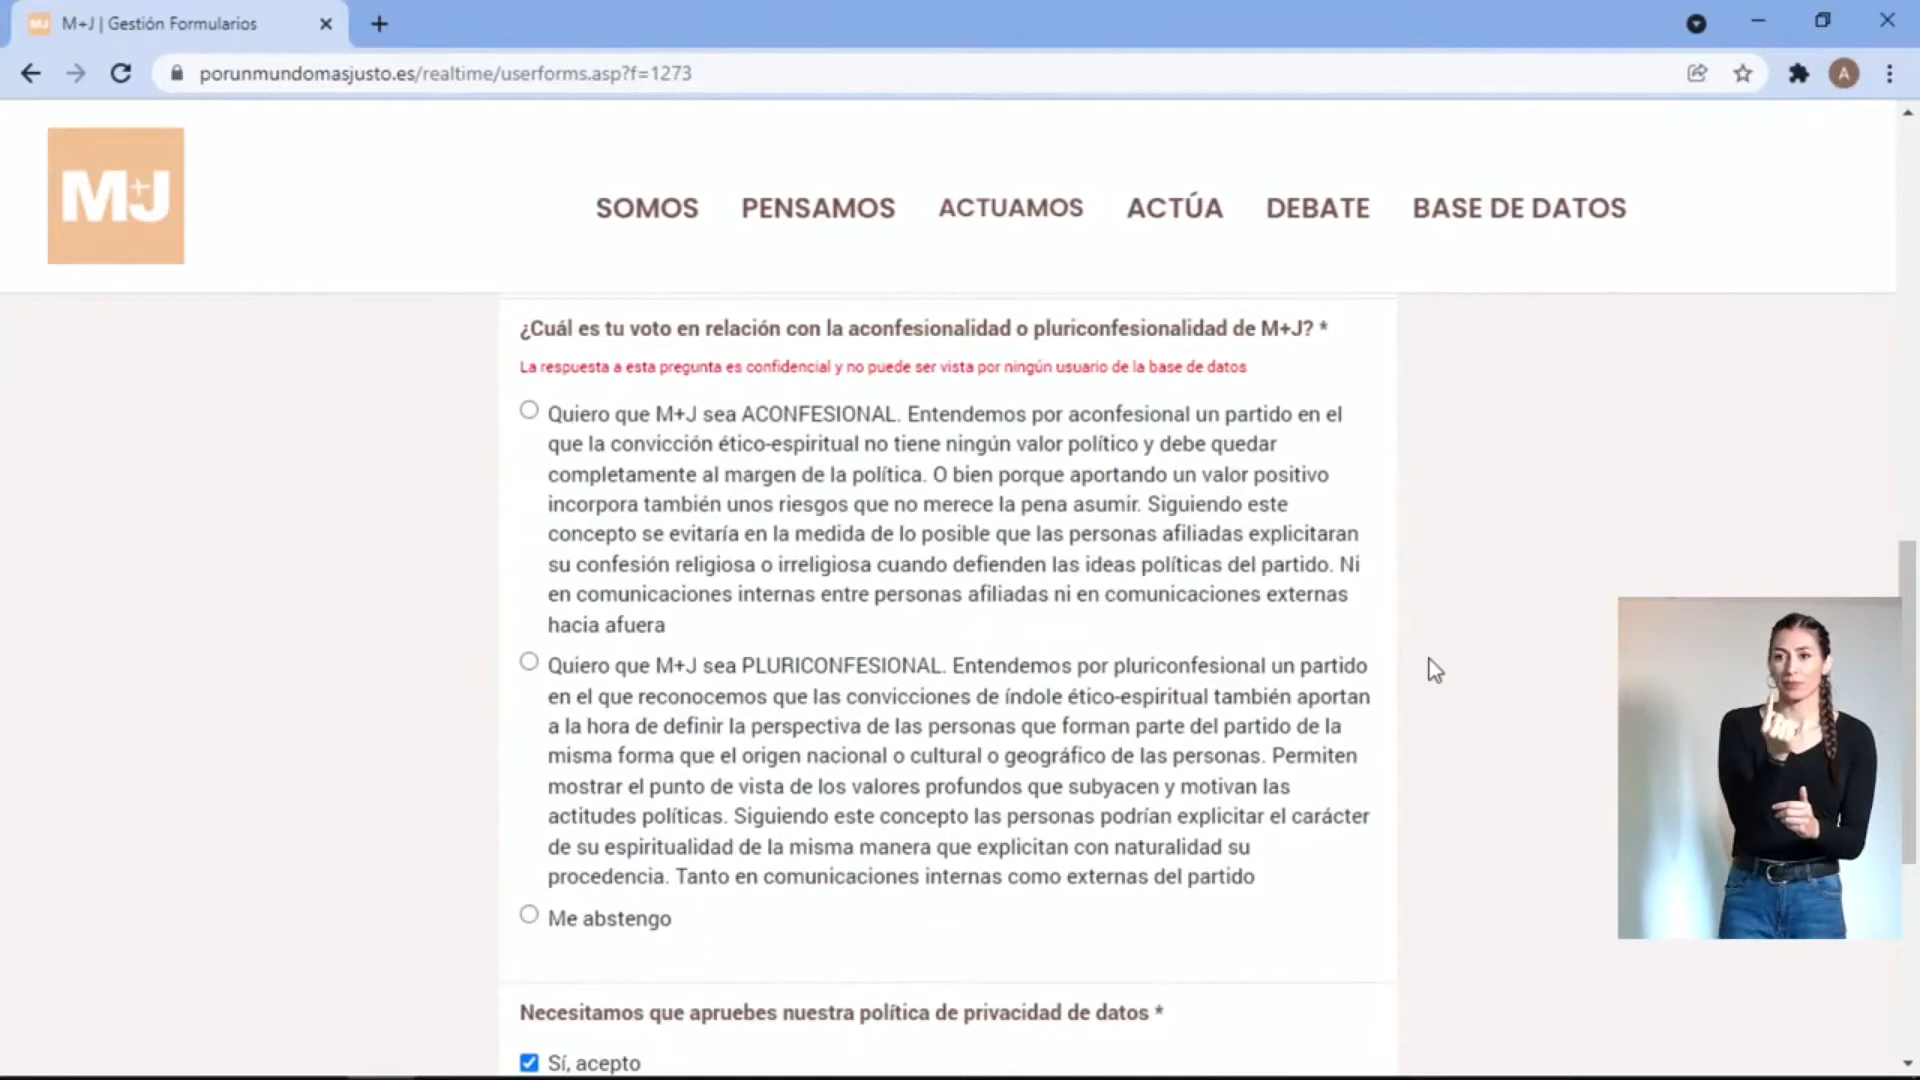 M+J | Gestión Formularios
porunmundomasjusto.es/realtime/userforms.asp?f=1273
A
M+J
SOMOS PENSAMOS ACTUAMOS ACTÚA DEBATE BASE DE DATOS
¿Cuál es tu voto en relación con la aconfesionalidad o pluriconfesionalidad de M+J? *
La respuesta a esta pregunta es confidencial y no puede ser vista por ningún usuario de la base de datos
Quiero que M+J sea ACONFESIONAL. Entendemos por aconfesional un partido en el
que la convicción ético-espiritual no tiene ningún valor político y debe quedar
completamente al margen de la política. O bien porque aportando un valor positivo
incorpora también unos riesgos que no merece la pena asumir. Siguiendo este
concepto se evitaría en la medida de lo posible que las personas afiliadas explicitaran
su confesión religiosa o irreligiosa cuando defienden las ideas políticas del partido. Ni
en comunicaciones internas entre personas afiliadas ni en comunicaciones externas
hacia afuera
Quiero que M+J sea PLURICONFESIONAL. Entendemos por pluriconfesional un partido
en el que reconocemos que las convicciones de índole ético-espiritual también aportan
a la hora de definir la perspectiva de las personas que forman parte del partido de la
misma forma que el origen nacional o cultural o geográfico de las personas. Permiten
mostrar el punto de vista de los valores profundos que subyacen y motivan las
actitudes políticas. Siguiendo este concepto las personas podrían explicitar el carácter
de su espiritualidad de la misma manera que explicitan con naturalidad su
procedencia. Tanto en comunicaciones internas como externas del partido
Me abstengo
Necesitamos que apruebes nuestra política de privacidad de datos *
Sí, acepto